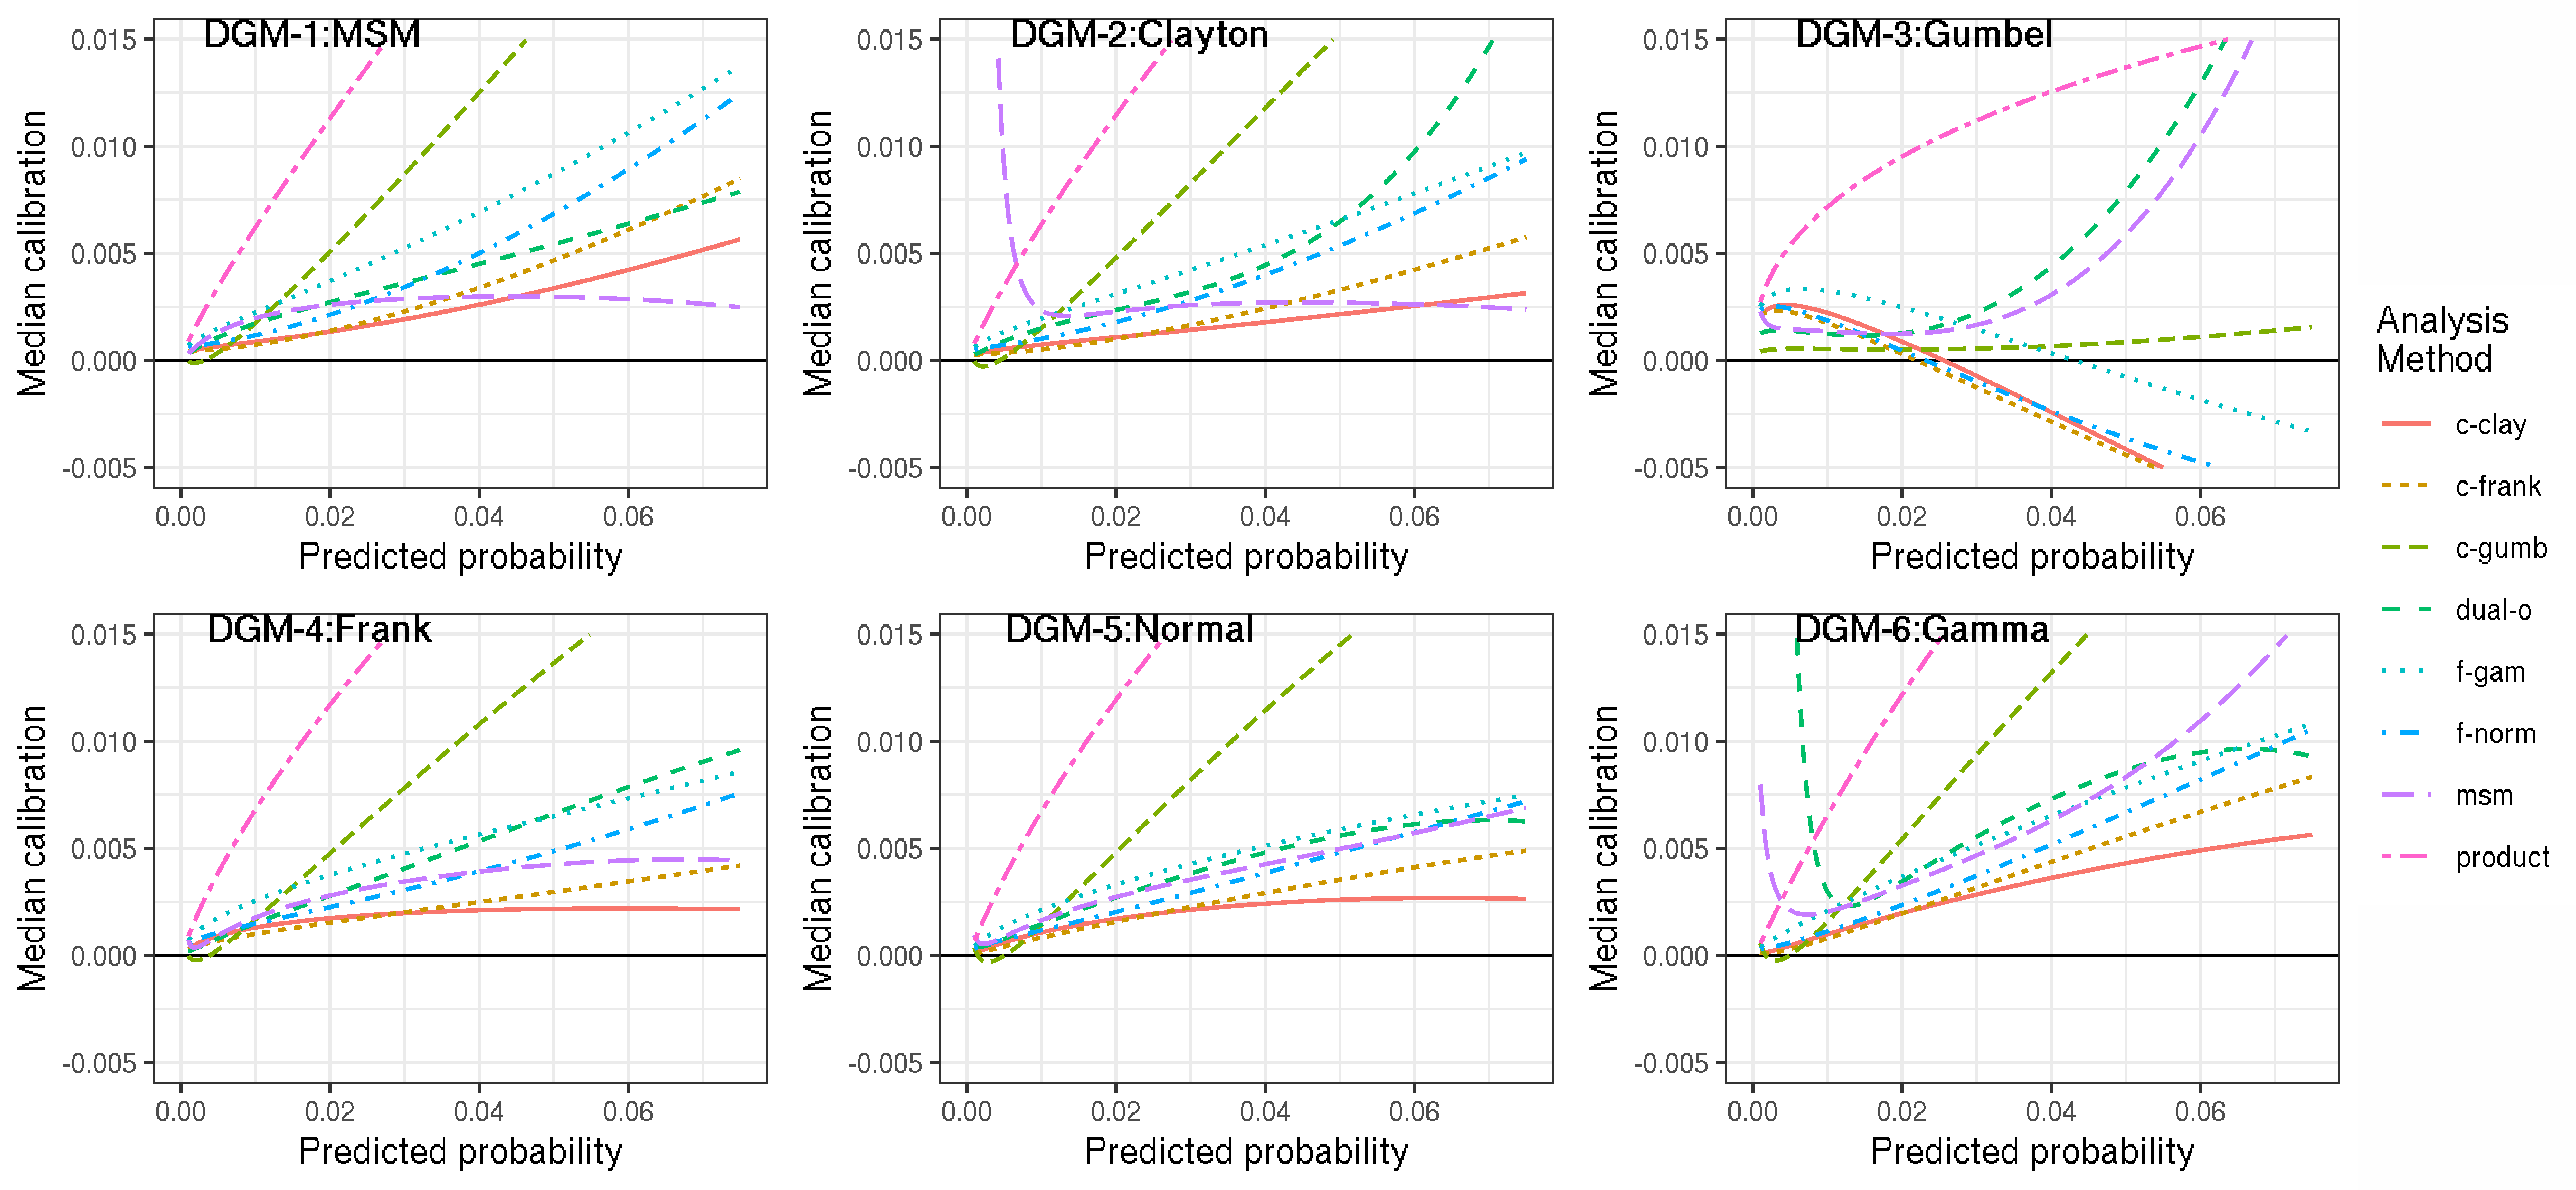 DGM-1:MSM
0.015
0.010
0.005
0.000
-0.005
Median calibration
0.00 0.02 0.04 0.06
Predicted probability
DGM-2:Clayton
0.015
0.010
0.005
0.000
-0.005
Median calibration
0.00 0.02 0.04 0.06
Predicted probability
DGM-3:Gumbel
0.015
0.010
0.005
0.000
-0.005
Median calibration
0.00 0.02 0.04 0.06
Predicted probability
DGM-4:Frank
0.015
0.010
0.005
0.000
-0.005
Median calibration
0.00 0.02 0.04 0.06
Predicted probability
DGM-5:Normal
0.015
0.010
0.005
0.000
-0.005
Median calibration
0.00 0.02 0.04 0.06
Predicted probability
DGM-6:Gamma
0.015
0.010
0.005
0.000
-0.005
Median calibration
0.00 0.02 0.04 0.06
Predicted probability
Analysis
Method
c-clay
c-frank
c-gumb
dual-o
f-gam
f-norm
msm
product